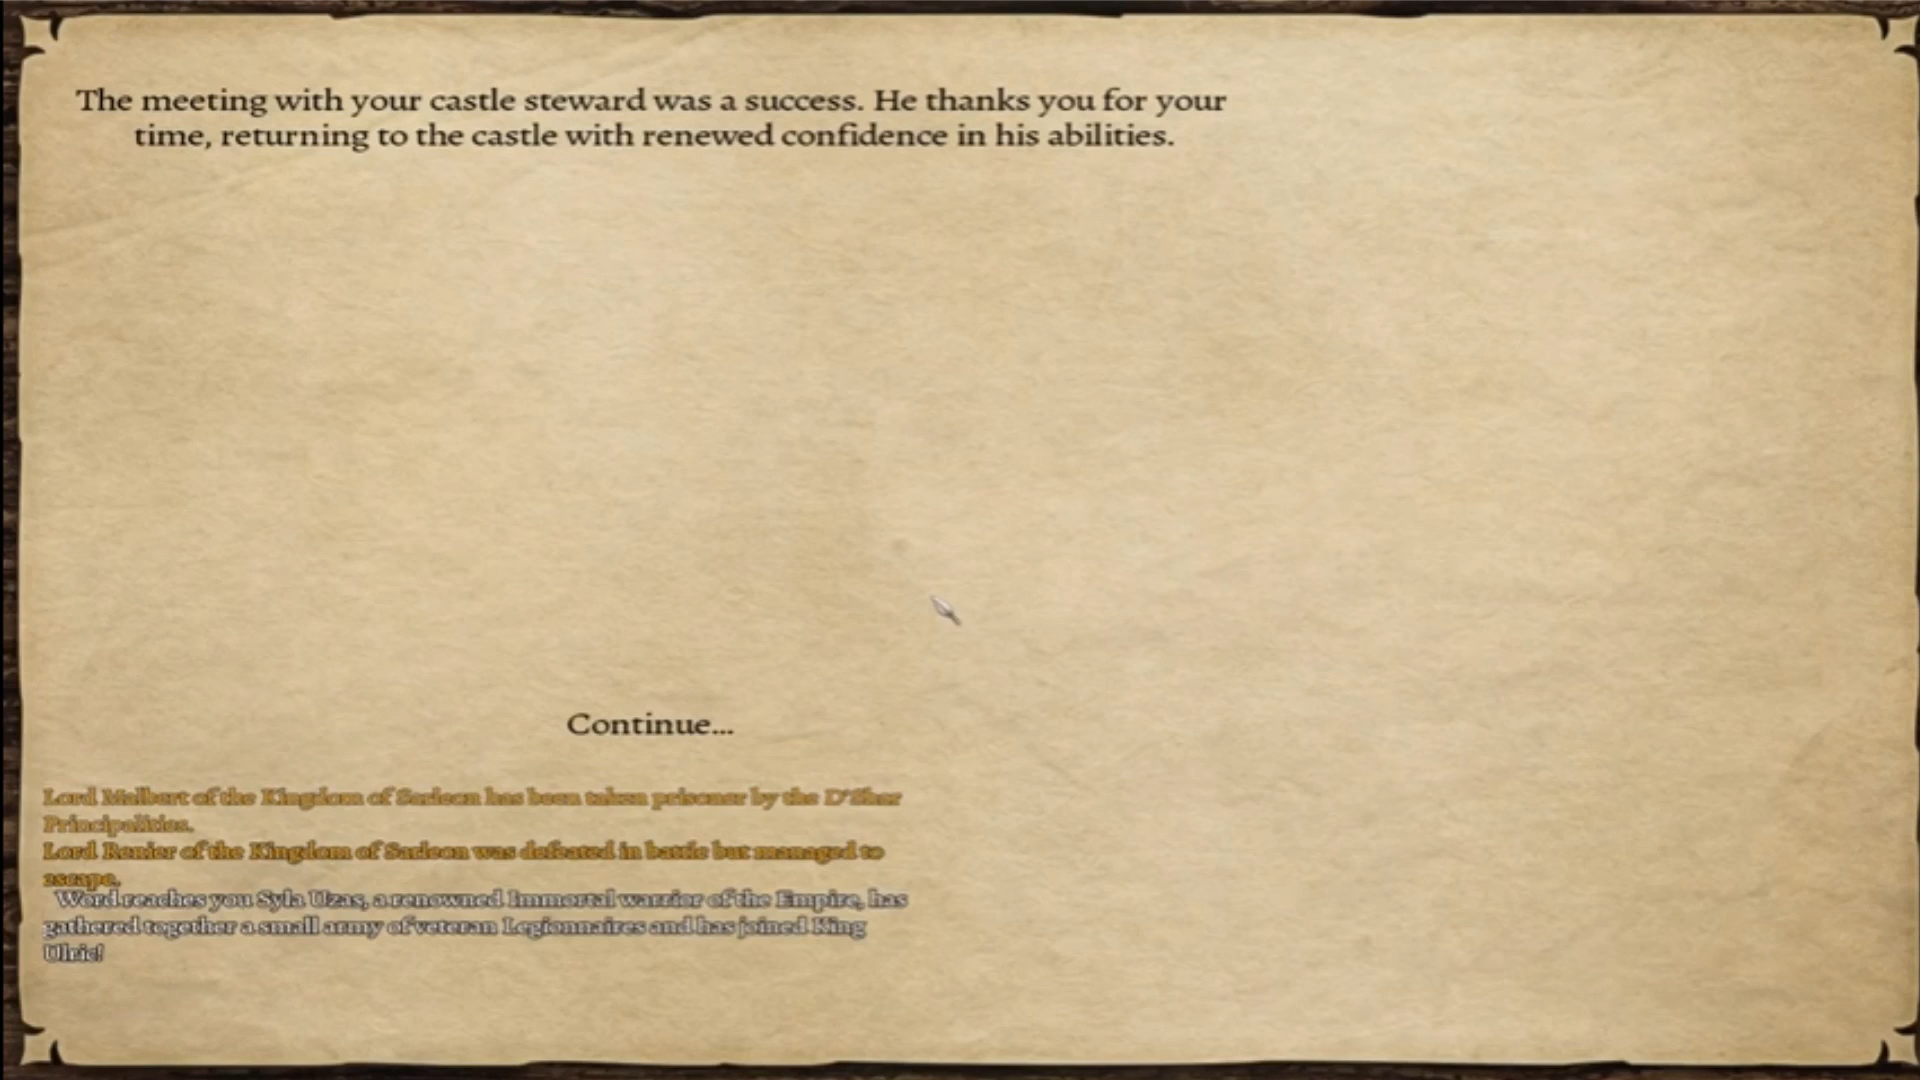 The meeting with your castle steward was a success. He thanks you for your
time, returning to the castle with renewed confidence in his abilities.
Continue...
Lord Malbert of the Kingdom of Sarleon has been taken prisoner by the D'Shar
Principalities.
Lord Renier of the Kingdom of Sarleon was defeated in battle but managed to
escape.
Word reaches you Syla Uzas, a renowned Immortal warrior of the Empire, has
gathered together a small army of veteran Legionnaires and has joined King
Ulric!